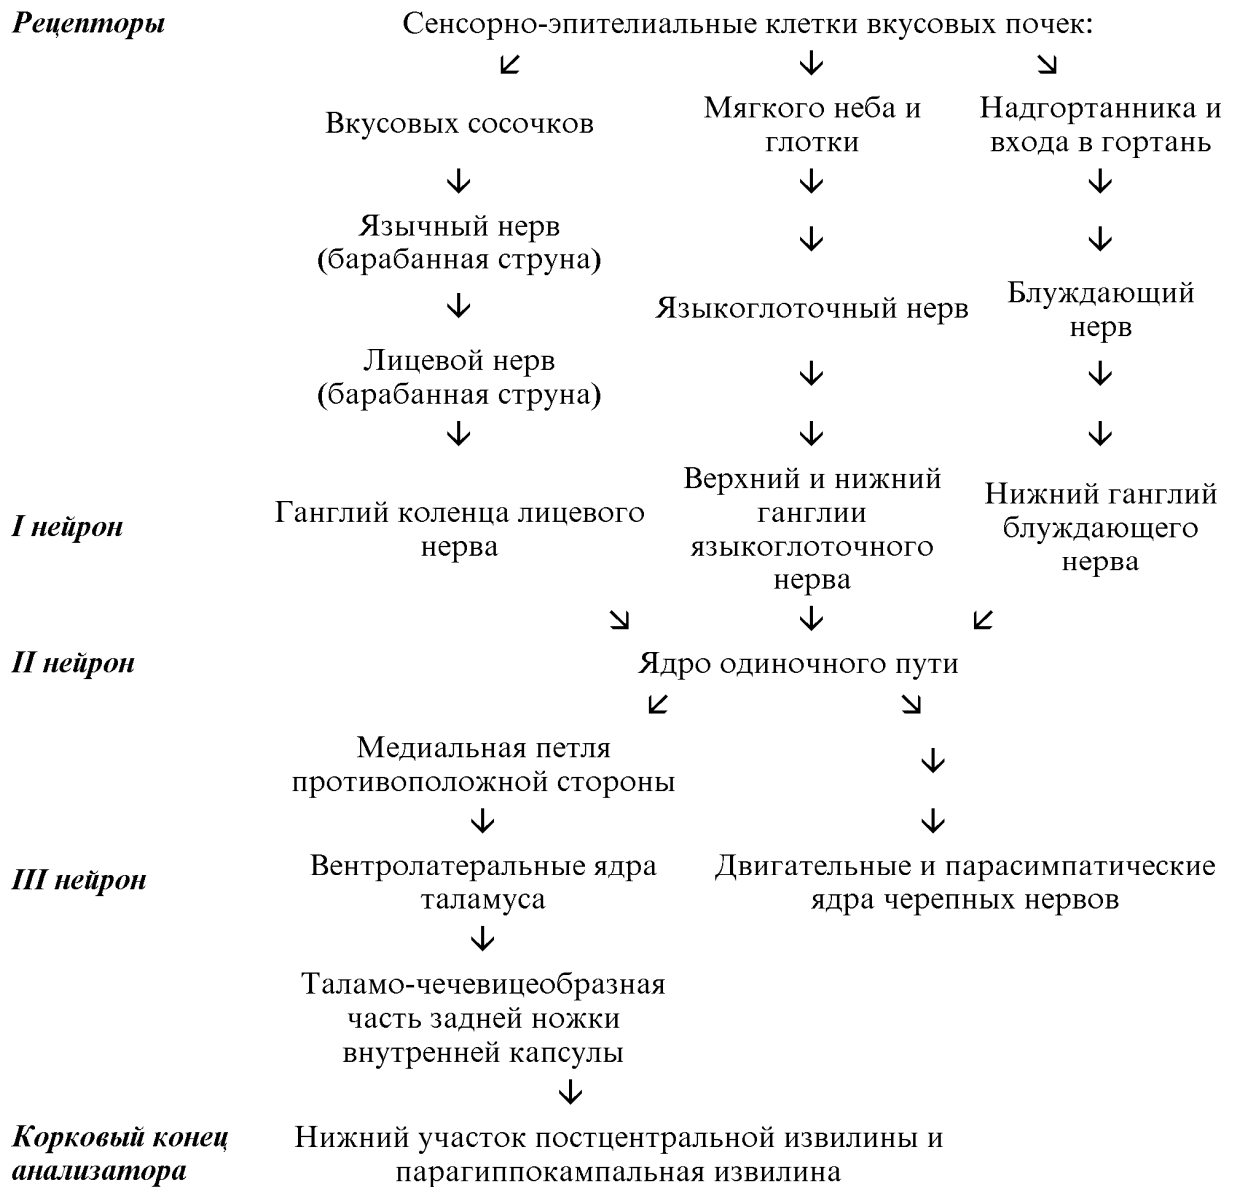 Рецепторы
Сенсорно-эпителиальные клетки вкусовых почек:
Вкусовых сосочков
Мягкого неба и
глотки
Надгортанника и
входа в гортань
Язычный нерв
(барабанная струна)
Языкоглоточный нерв
Блуждающий
нерв
Лицевой нерв
(барабанная струна)
I нейрон
Ганглий коленца лицевого
нерва
Верхний и нижний
ганглии
языкоглоточного
нерва
Нижний ганглий
блуждающего
нерва
II нейрон
Ядро одиночного пути
Медиальная петля
противоположной стороны
III нейрон
Вентролатеральные ядра
таламуса
Двигательные и парасимпатические
ядра черепных нервов
Таламо-чечевицеобразная
часть задней ножки
внутренней капсулы
Корковый конец
анализатора
Нижний участок постцентральной извилины и
парагиппокампальная извилина